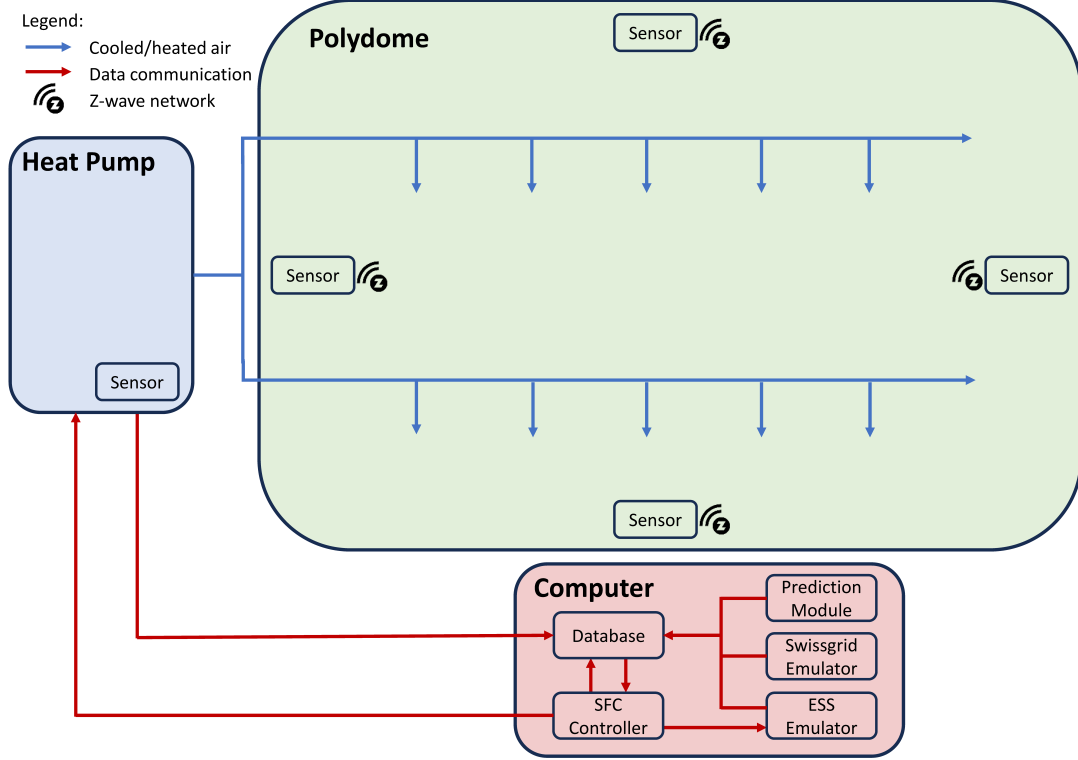 Legend:
Cooled/heated air
Data communication
z
Z-wave network
Polydome
Sensor
z
Heat Pump
Sensor
z
z
Sensor
Sensor
Sensor
z
Computer
Prediction
Module
Database
Swissgrid
Emulator
SFC
Controller
ESS
Emulator